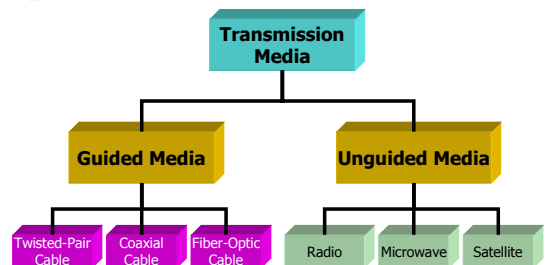 Transmission
Media
Guided Media
Unguided Media
Twisted-Pair
Cable
Coaxial
Cable
Fiber-Optic
Cable
Radio
Microwave
Satellite